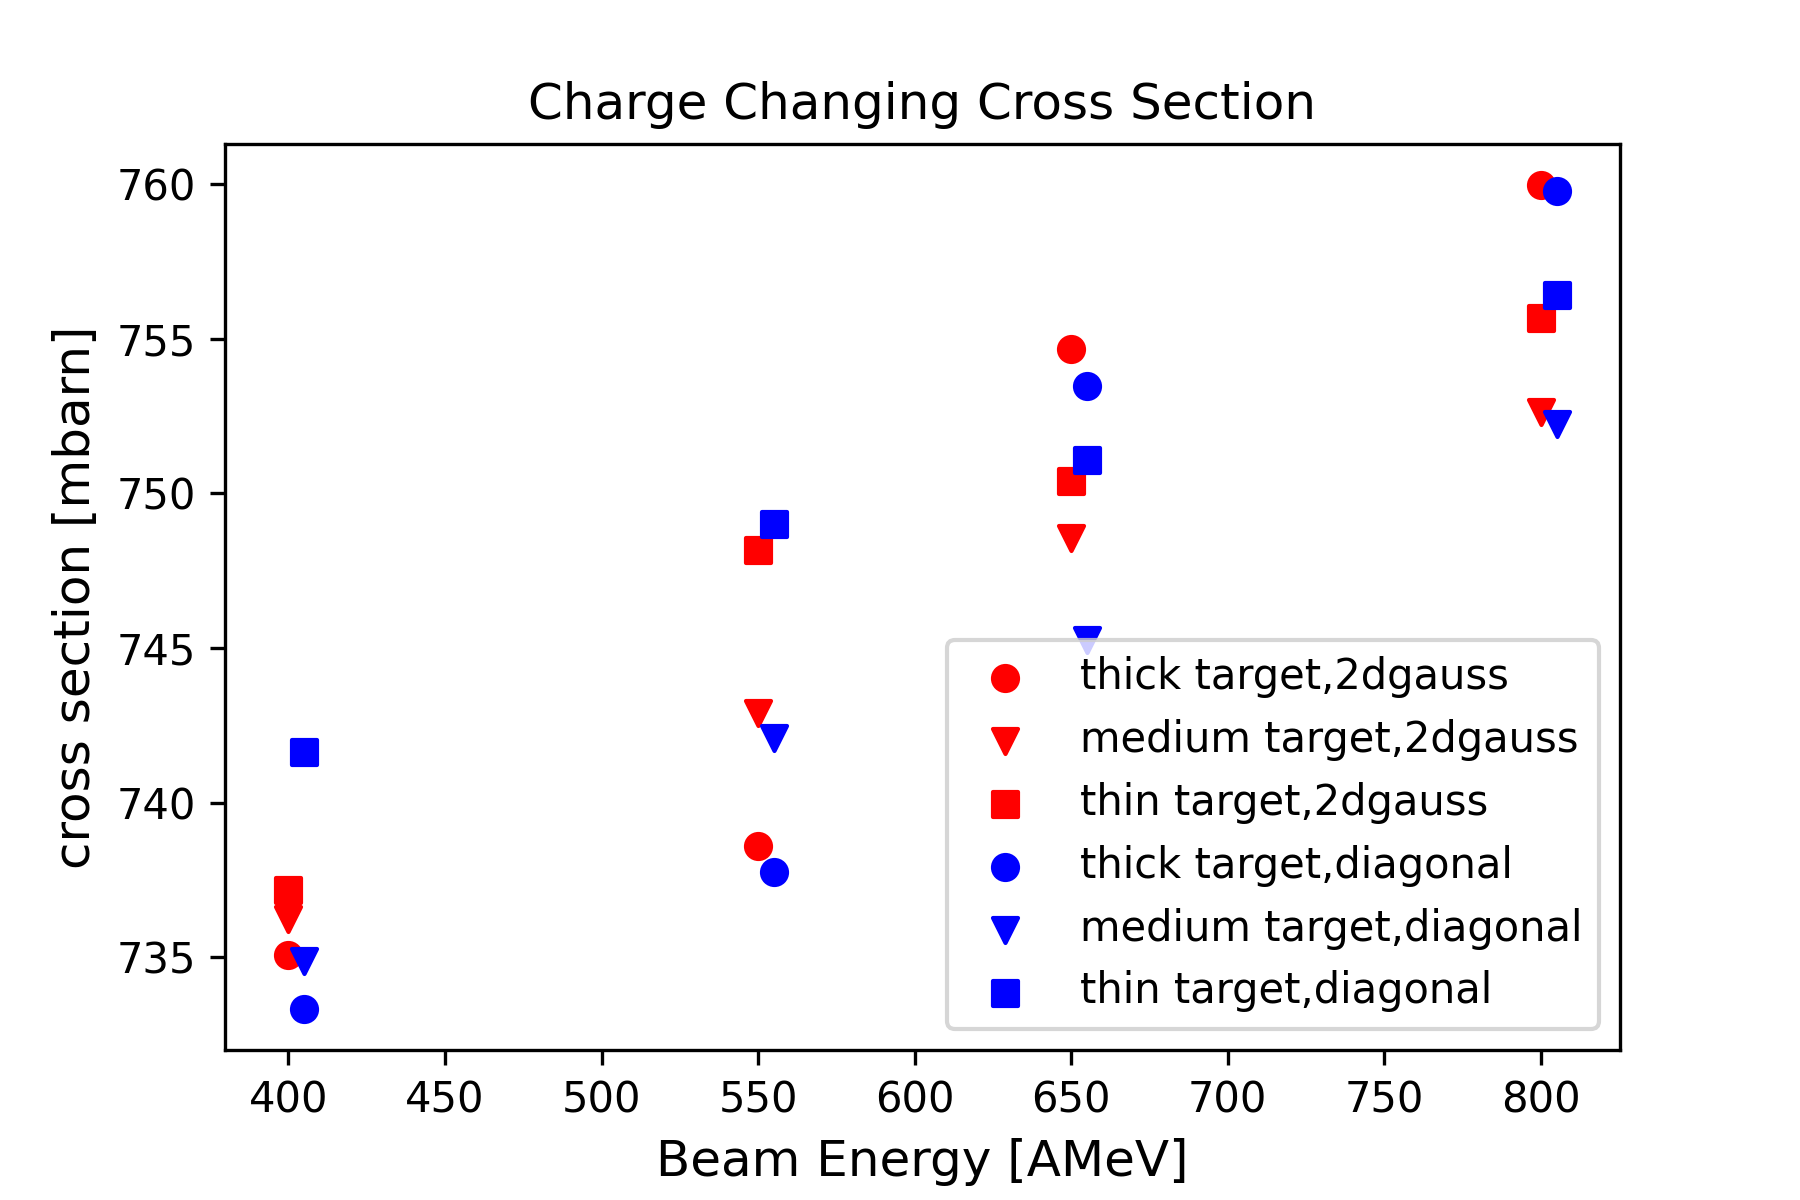 Charge Changing Cross Section
760
755
750
745
740
735
cross section [mbarn]
thick target,2dgauss
medium target,2dgauss
thin target,2dgauss
thick target,diagonal
medium target,diagonal
thin target,diagonal
400 450 500 550 600 650 700 750 800
Beam Energy [AMeV]